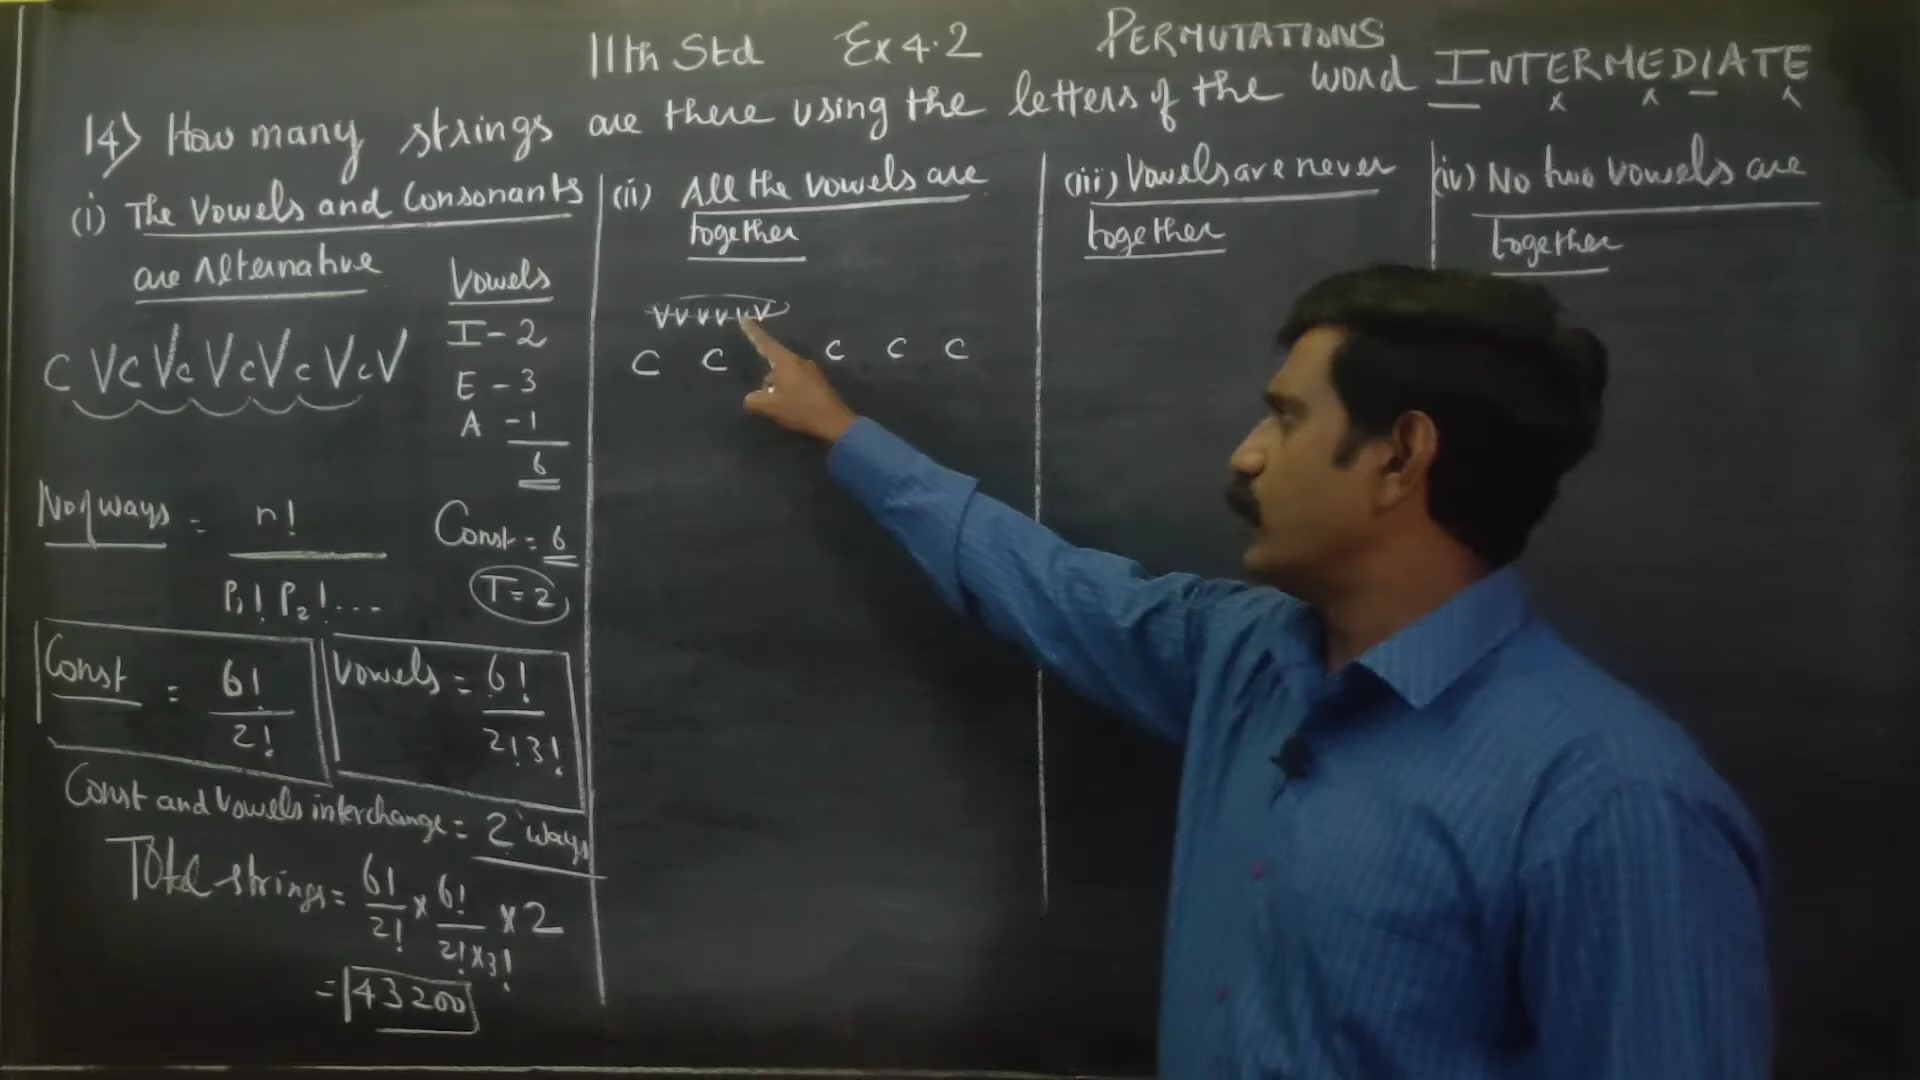 11th Std Ex 4.2 PERMUTATIONS
14) How many strings are there using the letters of the word INTERMEDIATE
(i) The Vowels and Consonants
are Alternative
C V C V C V C V C V C V
Vowels
I - 2
E - 3
A - 1
6
No of ways = n!
P1! P2! ....
Const = 6
T = 2
Const = 6!
2!
Vowels = 6!
2! 3!
Const and Vowels interchange = 2 ways
Total strings = 6!/2! × 6!/2!×3! × 2
= 43200
(ii) All the vowels are
together
V V V V V V
C C C C C
(iii) Vowels are never
together
(iv) No two vowels are
together